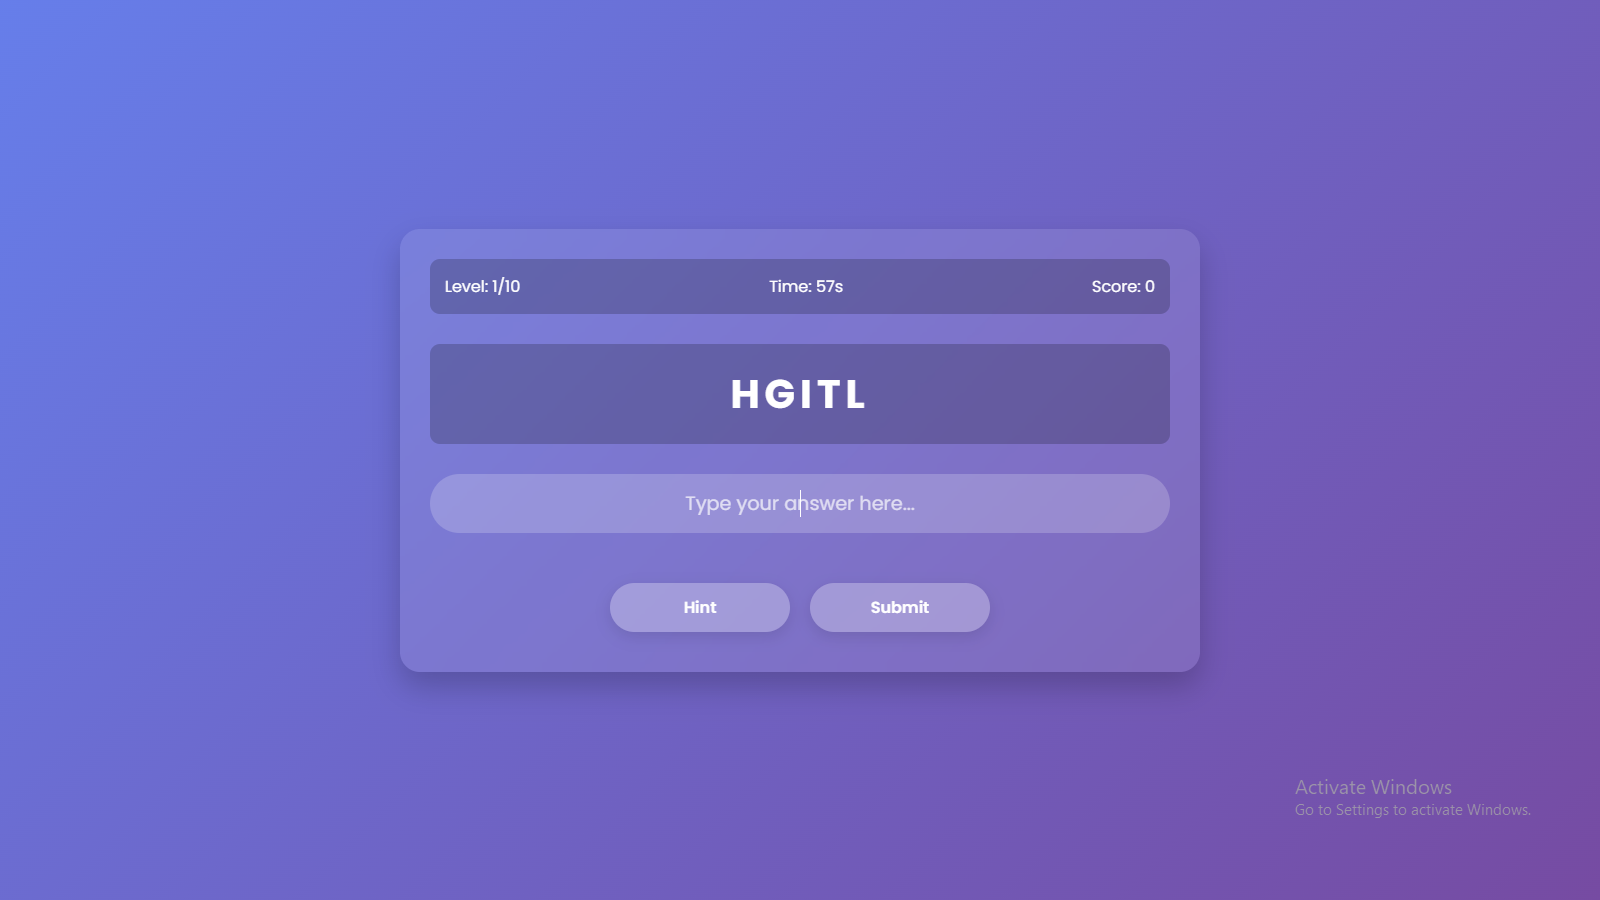 Level: 1/10 Time: 57s Score: 0
HGITL
Type your answer here...
Hint Submit
Activate Windows
Go to Settings to activate Windows.